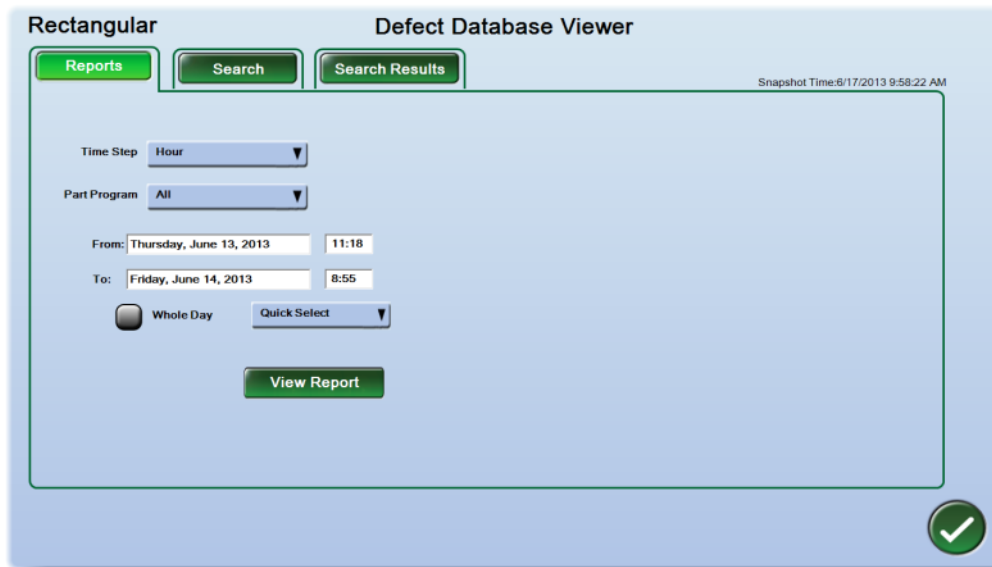 Rectangular
Defect Database Viewer
Reports
Search
Search Results
Snapshot Time:6/17/2013 9:58:22 AM
Time Step Hour
Part Program All
From: Thursday, June 13, 2013 11:18
To: Friday, June 14, 2013 8:55
Whole Day Quick Select
View Report